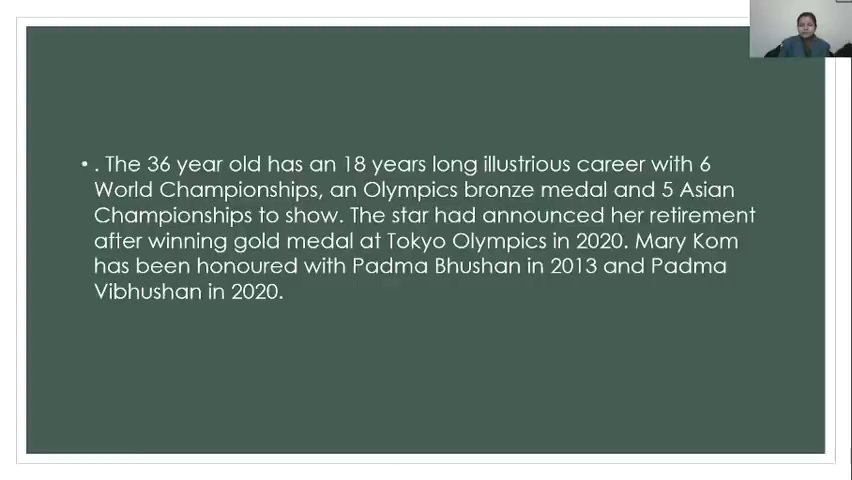 • . The 36 year old has an 18 years long illustrious career with 6
World Championships, an Olympics bronze medal and 5 Asian
Championships to show. The star had announced her retirement
after winning gold medal at Tokyo Olympics in 2020. Mary Kom
has been honoured with Padma Bhushan in 2013 and Padma
Vibhushan in 2020.